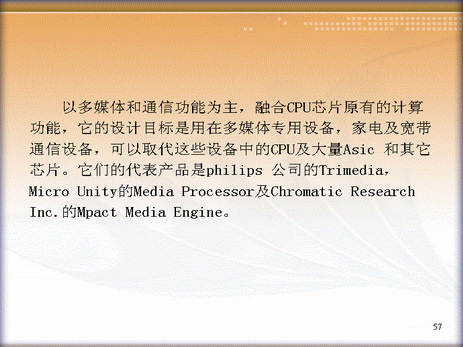 以多媒体和通信功能为主，融合CPU芯片原有的计算
功能，它的设计目标是用在多媒体专用设备，家电及宽带
通信设备，可以取代这些设备中的CPU及大量Asic 和其它
芯片。它们的代表产品是philips 公司的Trimedia，
Micro Unity的Media Processor及Chromatic Research
Inc.的Mpact Media Engine。
57